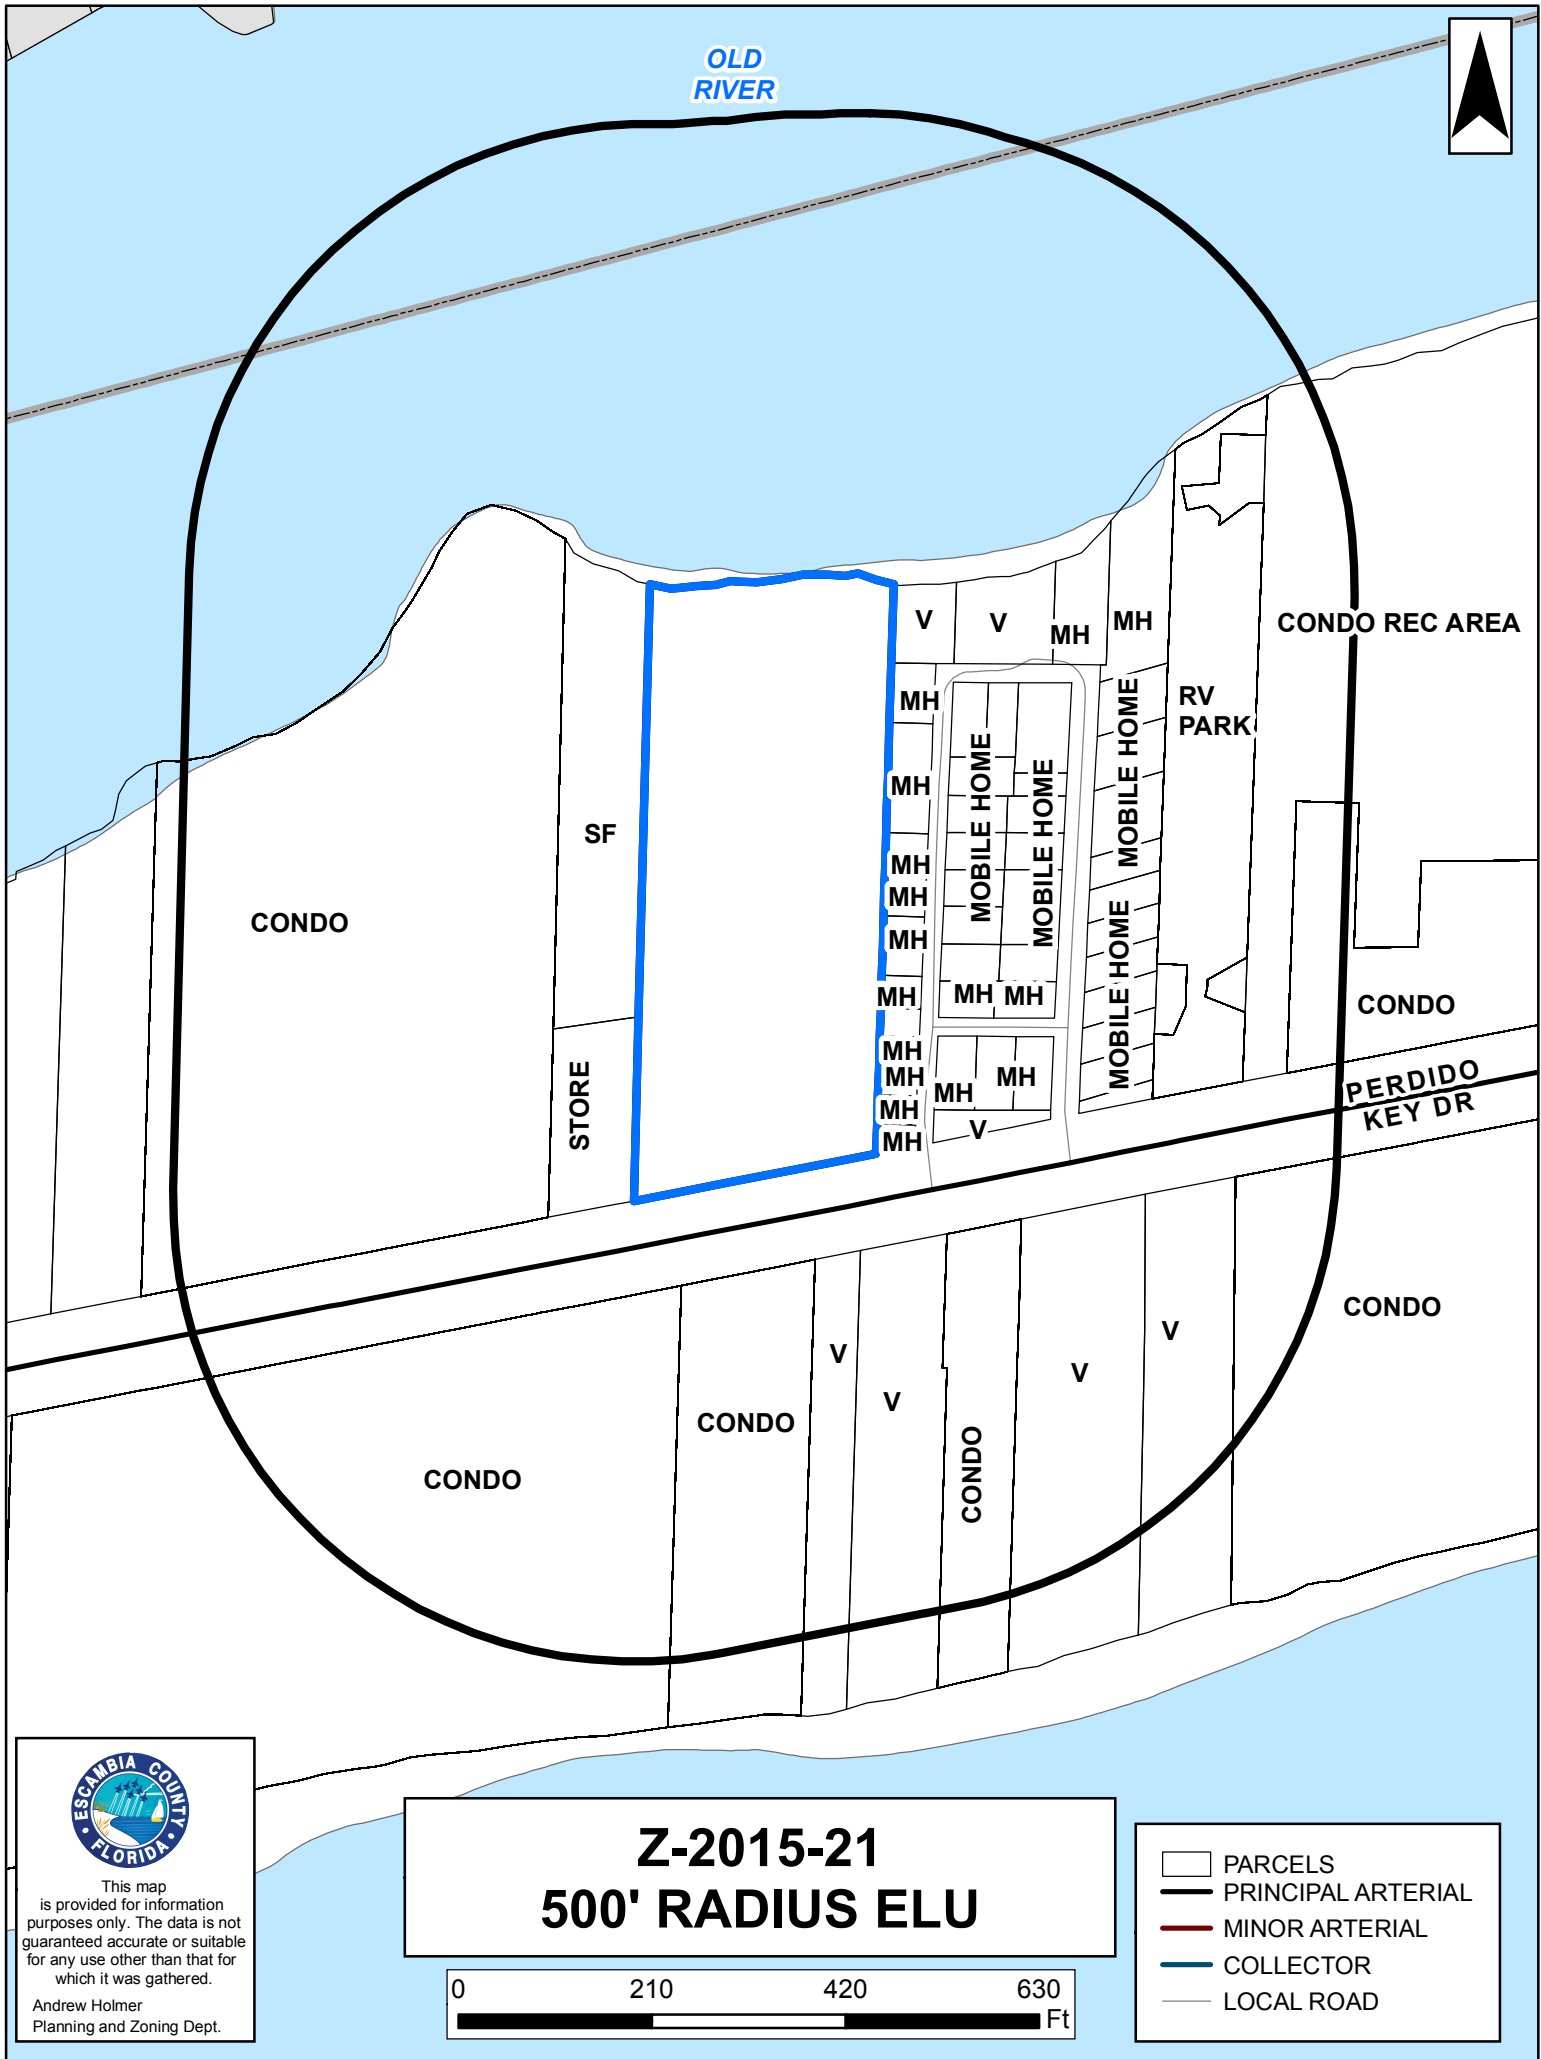 OLD
RIVER
V
V
MH
MH
CONDO REC AREA
MH
RV
PARK
MOBILE HOME
MOBILE HOME
MOBILE HOME
MH
SF
MH
MH
CONDO
MH
MOBILE HOME
MH
MH
MH
CONDO
MH
MH
MH
MH
STORE
MH
MH
V
PERDIDO
KEY DR
CONDO
V
V
V
V
CONDO
CONDO
CONDO
ESCAMBIA COUNTY
FLORIDA
This map
is provided for information
purposes only. The data is not
guaranteed accurate or suitable
for any use other than that for
which it was gathered.
Andrew Holmer
Planning and Zoning Dept.
Z-2015-21
500' RADIUS ELU
0 210 420 630
Ft
PARCELS
PRINCIPAL ARTERIAL
MINOR ARTERIAL
COLLECTOR
LOCAL ROAD